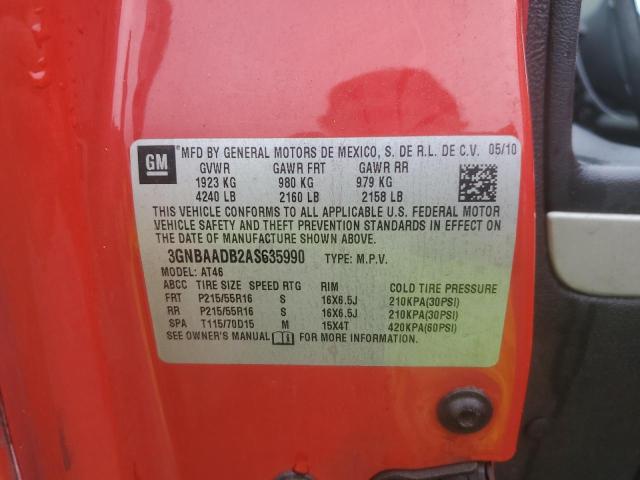 GM
MFD BY GENERAL MOTORS DE MEXICO, S. DE R.L. DE C.V. 05/10
GVWR GAWR FRT GAWR RR
1923 KG 980 KG 979 KG
4240 LB 2160 LB 2158 LB
THIS VEHICLE CONFORMS TO ALL APPLICABLE U.S. FEDERAL MOTOR
VEHICLE SAFETY AND THEFT PREVENTION STANDARDS IN EFFECT ON
THE DATE OF MANUFACTURE SHOWN ABOVE.
3GNBAADB2AS635990 TYPE: M.P.V.
MODEL: AT46
ABCC TIRE SIZE SPEED RTG RIM COLD TIRE PRESSURE
FRT P215/55R16 S 16X6.5J 210KPA(30PSI)
RR P215/55R16 S 16X6.5J 210KPA(30PSI)
SPA T115/70D15 M 15X4T 420KPA(60PSI)
SEE OWNER'S MANUAL FOR MORE INFORMATION.